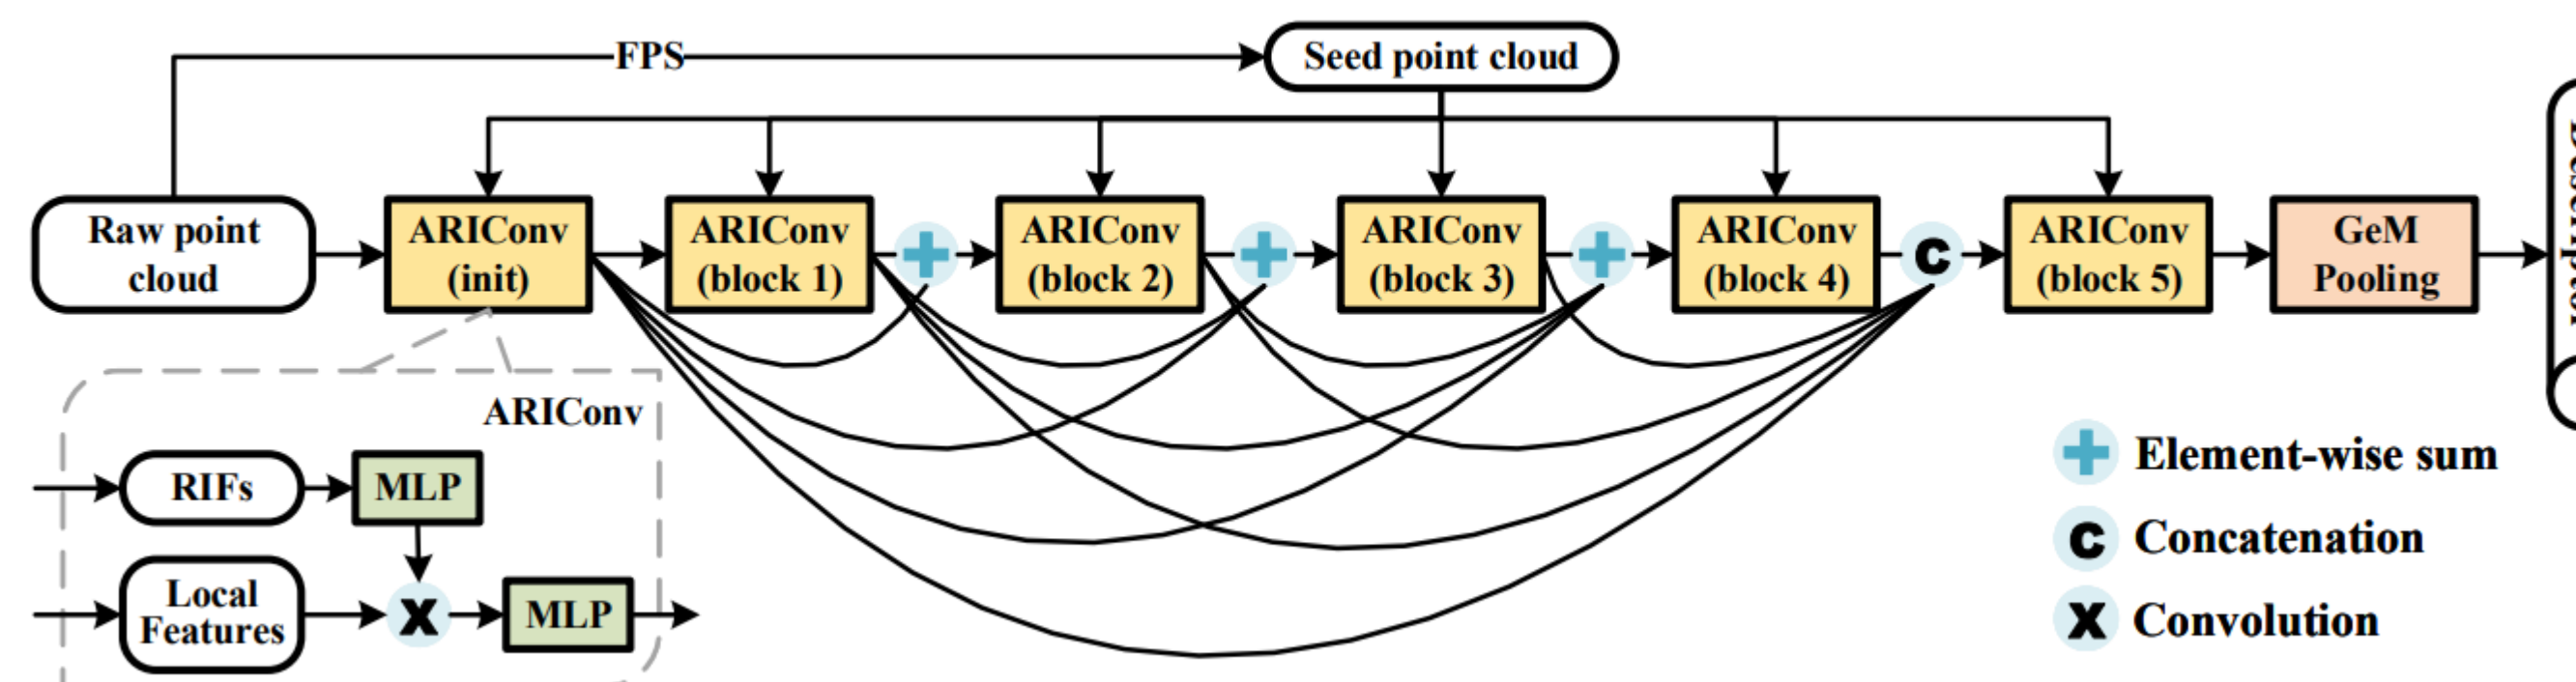 FPS
Seed point cloud
Raw point
cloud
ARIConv
(init)
ARIConv
(block 1)
ARIConv
(block 2)
ARIConv
(block 3)
ARIConv
(block 4)
C
ARIConv
(block 5)
GeM
Pooling
ARIConv
RIFs
MLP
Local
Features
X
MLP
Element-wise sum
C Concatenation
X Convolution